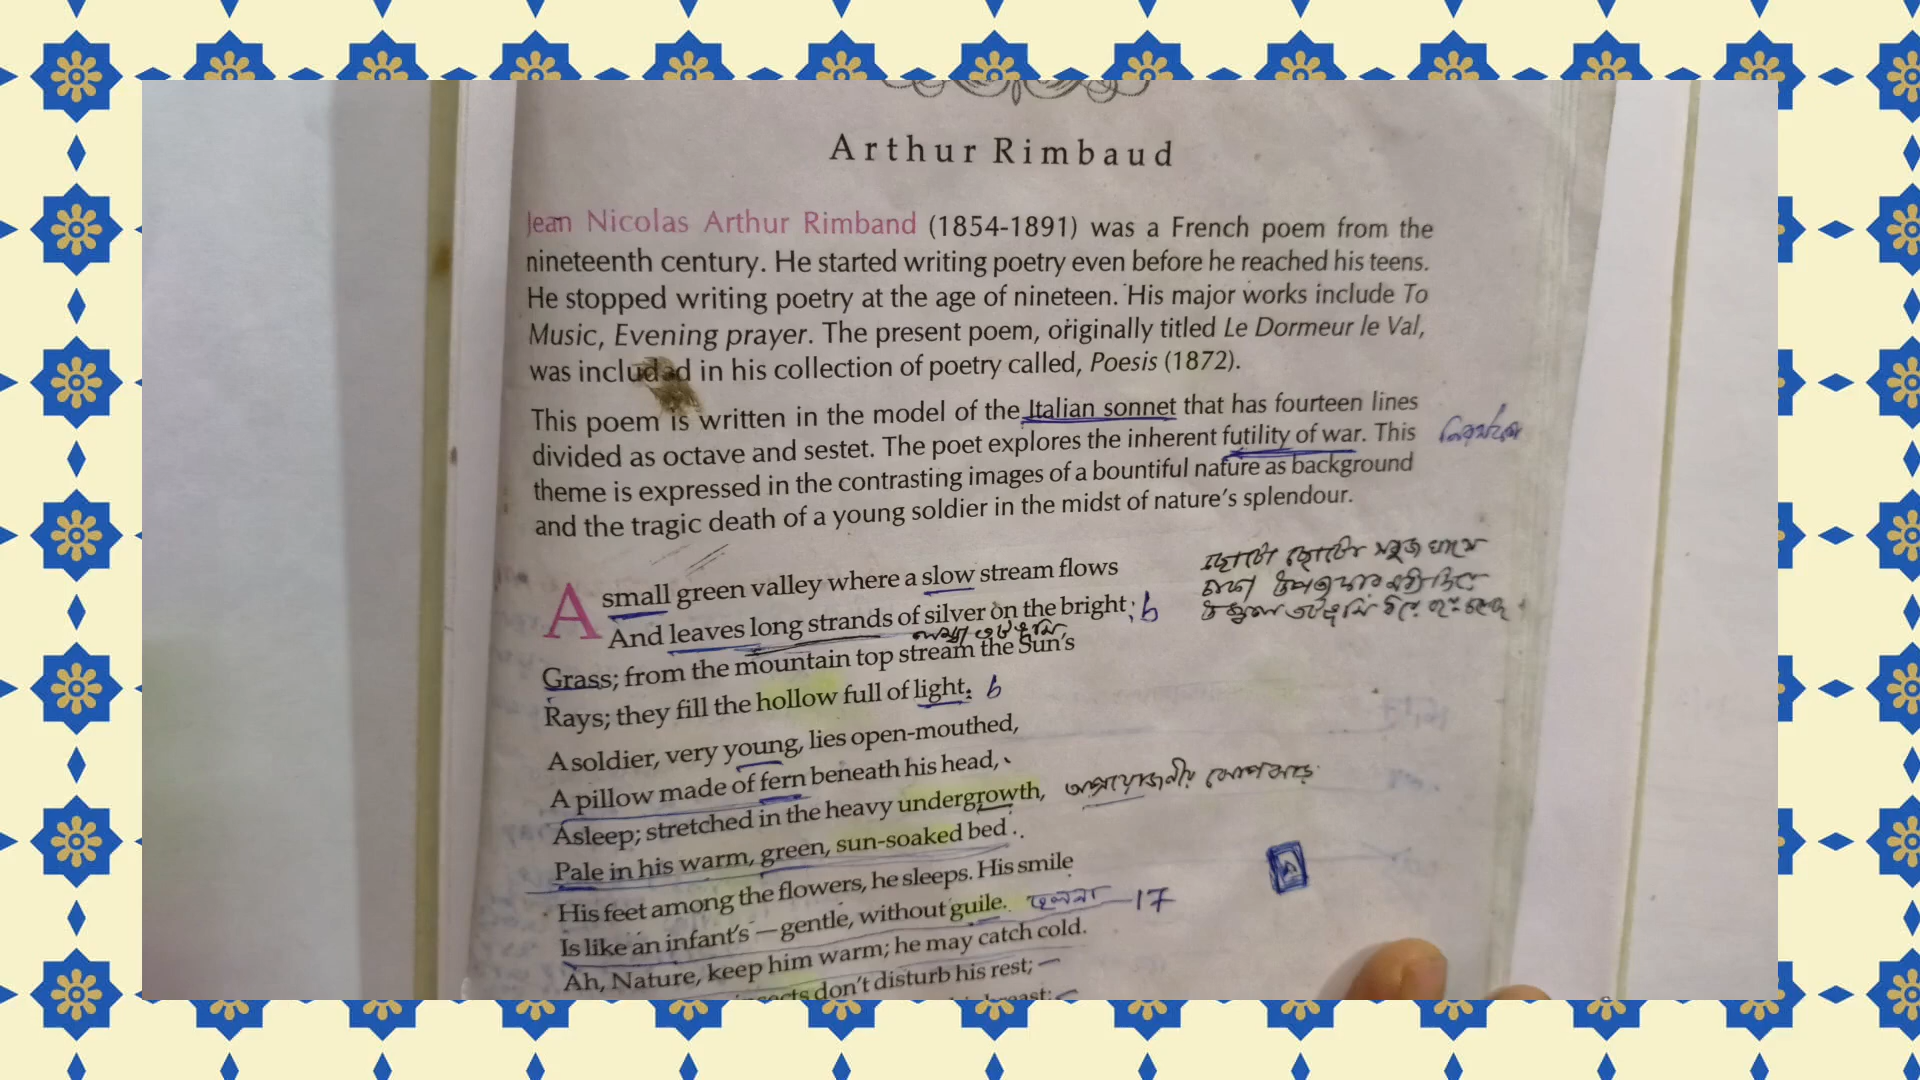 Arthur Rimbaud
Jean Nicolas Arthur Rimband (1854-1891) was a French poem from the
nineteenth century. He started writing poetry even before he reached his teens.
He stopped writing poetry at the age of nineteen. His major works include To
Music, Evening prayer. The present poem, originally titled Le Dormeur le Val,
was included in his collection of poetry called, Poesis (1872).
This poem is written in the model of the Italian sonnet that has fourteen lines
divided as octave and sestet. The poet explores the inherent futility of war. This
theme is expressed in the contrasting images of a bountiful nature as background
and the tragic death of a young soldier in the midst of nature's splendour.
A small green valley where a slow stream flows
And leaves long strands of silver on the bright; b
Grass; from the mountain top stream the Sun's
Rays; they fill the hollow full of light. b
A soldier, very young, lies open-mouthed,
A pillow made of fern beneath his head,
Asleep; stretched in the heavy undergrowth,
Pale in his warm, green, sun-soaked bed.
His feet among the flowers, he sleeps. His smile
Is like an infant's — gentle, without guile. ছলনা — 17
Ah, Nature, keep him warm; he may catch cold.
don't disturb his rest;